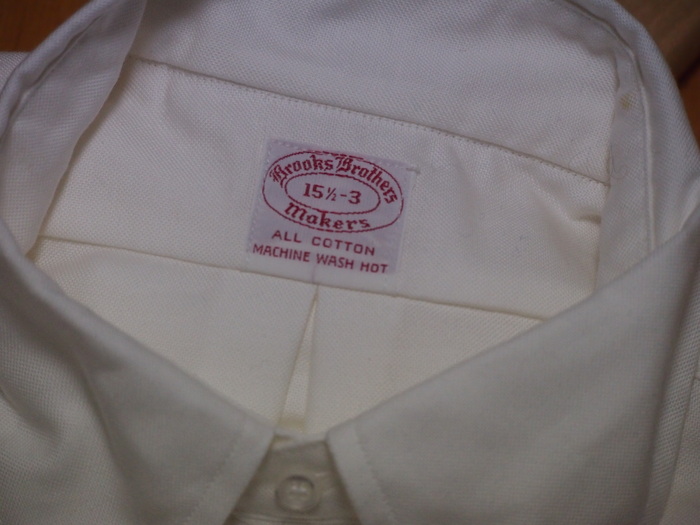 Brooks Brothers
15½-3
Makers
ALL COTTON
MACHINE WASH HOT